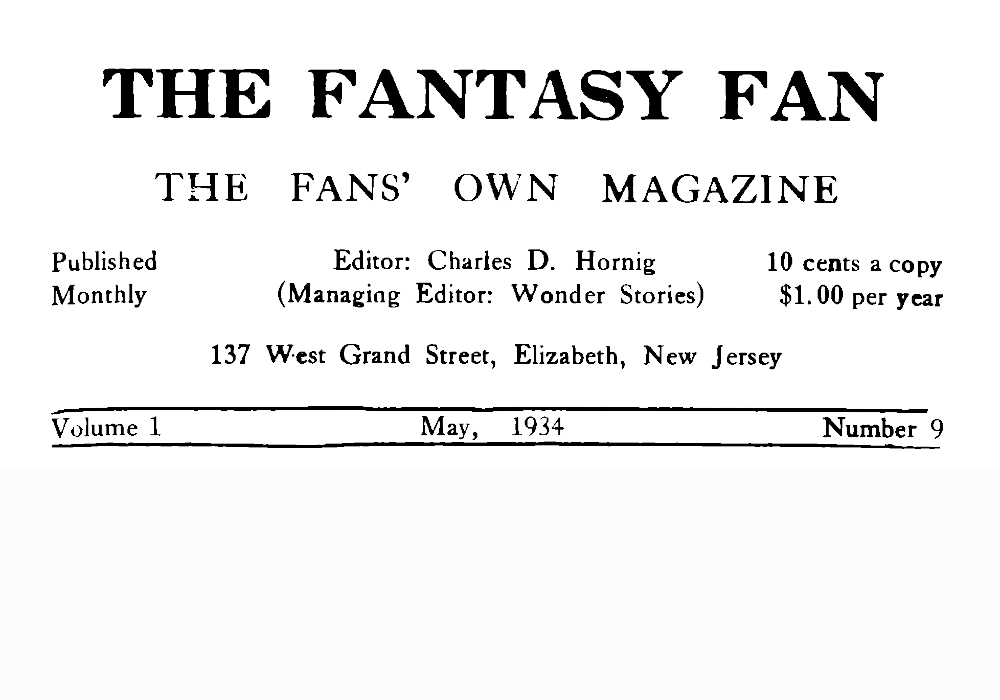 THE FANTASY FAN
THE FANS' OWN MAGAZINE
Published Editor: Charles D. Hornig 10 cents a copy
Monthly (Managing Editor: Wonder Stories) $1.00 per year
137 West Grand Street, Elizabeth, New Jersey
Volume 1 May, 1934 Number 9